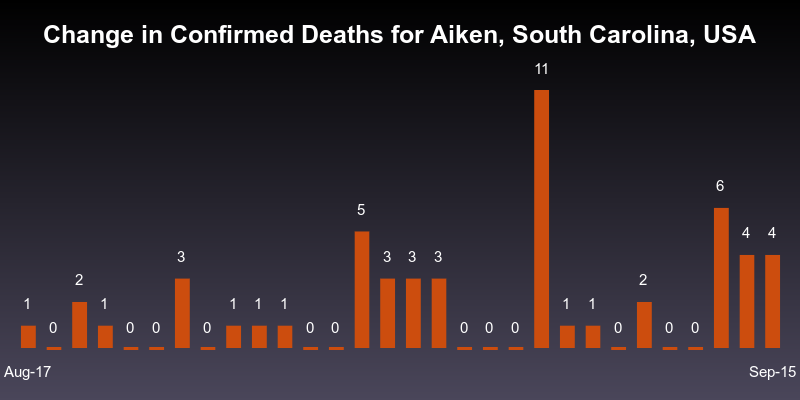 Change in Confirmed Deaths for Aiken, South Carolina, USA
1 0 2 1 0 0 3 0 1 1 1 0 0 5 3 3 3 0 0 0 11 1 1 0 2 0 0 6 4 4
Aug-17 Sep-15